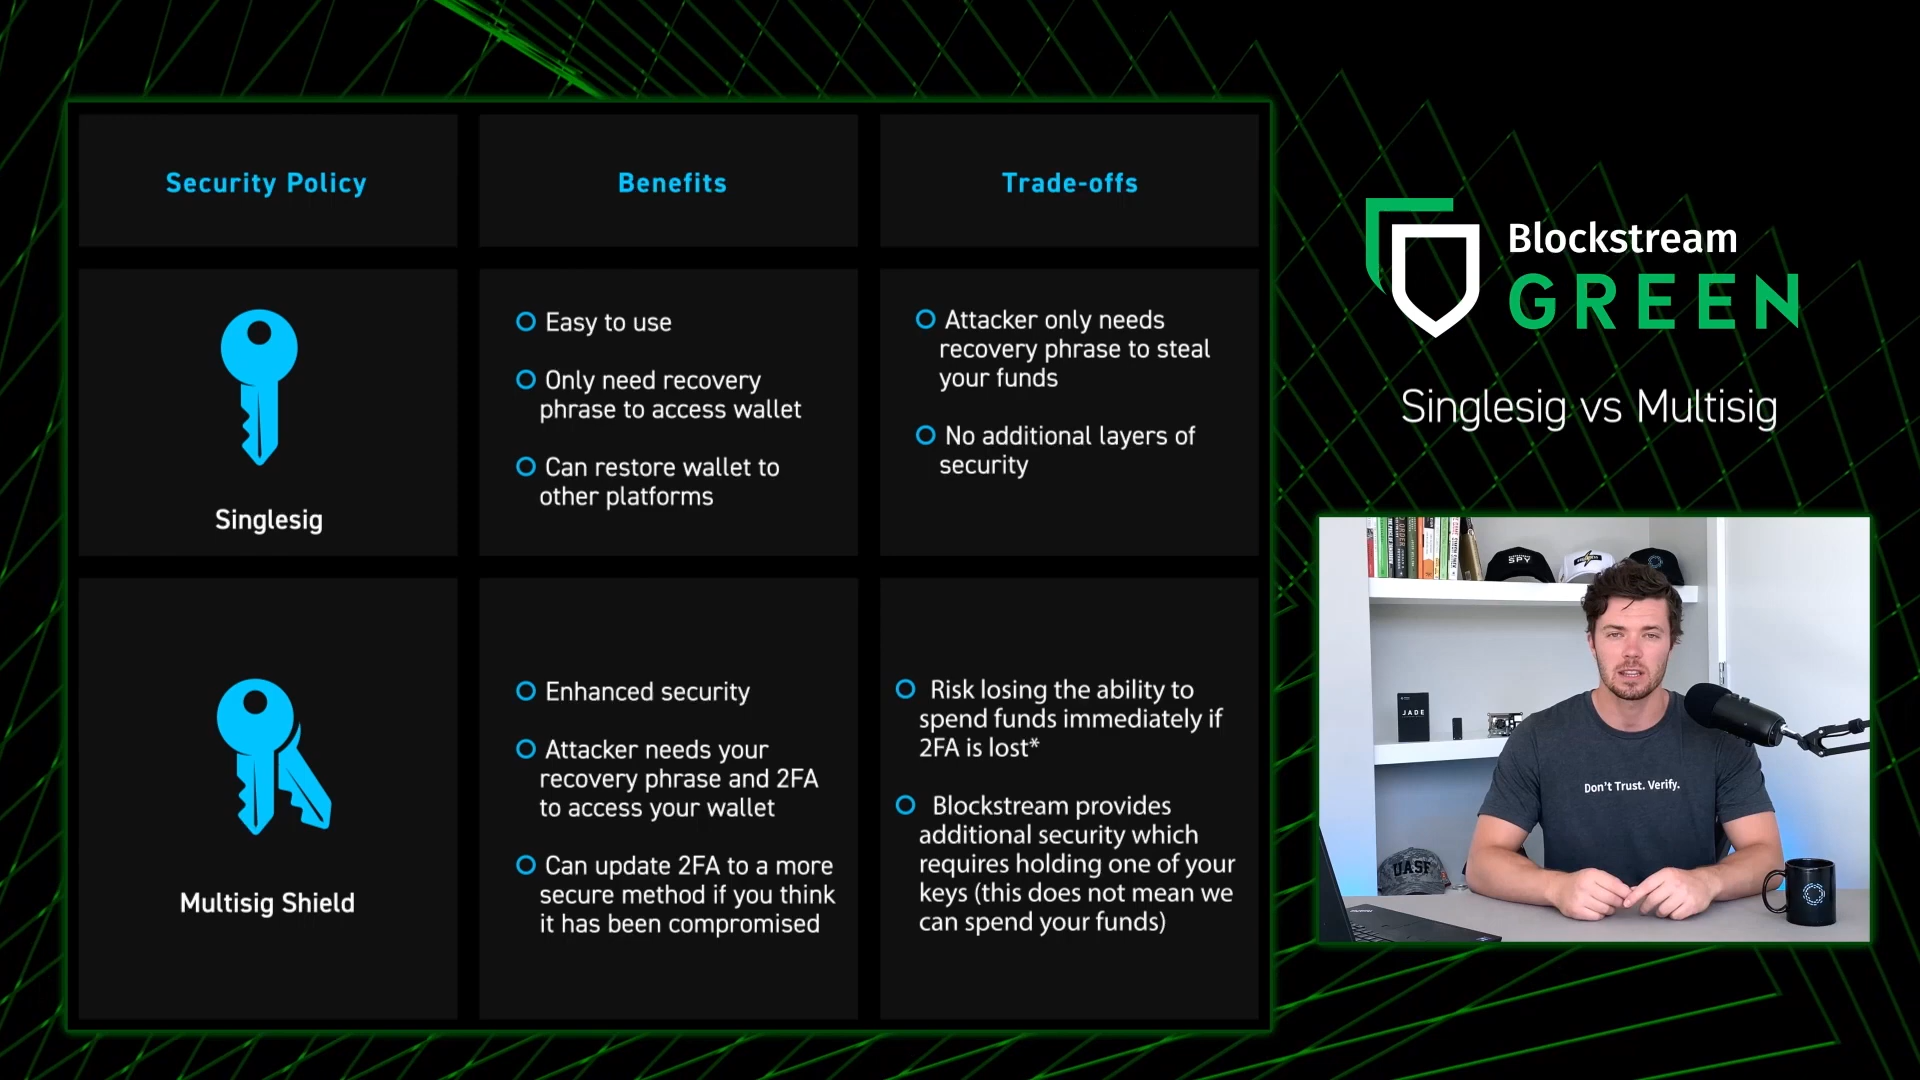 Security Policy
Benefits
Trade-offs
Singlesig
Easy to use
Only need recovery
phrase to access wallet
Can restore wallet to
other platforms
Attacker only needs
recovery phrase to steal
your funds
No additional layers of
security
Multisig Shield
Enhanced security
Attacker needs your
recovery phrase and 2FA
to access your wallet
Can update 2FA to a more
secure method if you think
it has been compromised
Risk losing the ability to
spend funds immediately if
2FA is lost*
Blockstream provides
additional security which
requires holding one of your
keys (this does not mean we
can spend your funds)
Blockstream
GREEN
Singlesig vs Multisig
SPY
JADE
Don't Trust. Verify.
UASF